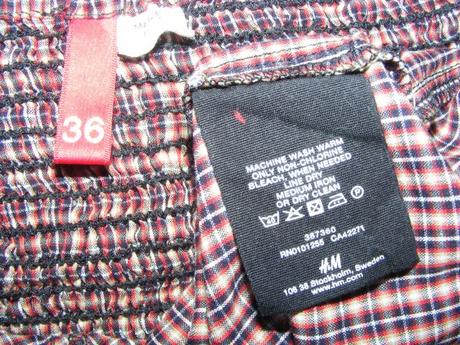 36
MACHINE WASH WARM
ONLY NON-CHLORINE
BLEACH, WHEN NEEDED
LINE DRY
MEDIUM IRON
OR DRY CLEAN
40
387360
RN0101255 CA42271
H&M
106 38 Stockholm, Sweden
www.hm.com